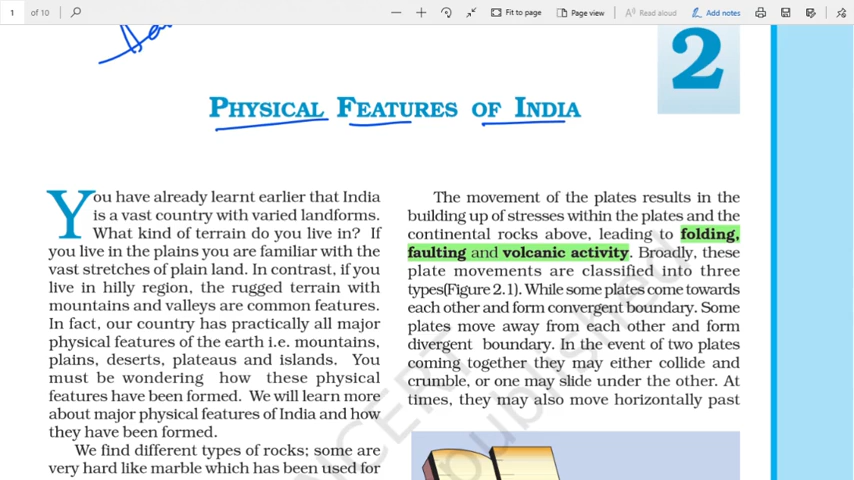 1 of 10
Fit to page
Page view
Read aloud
Add notes
2
PHYSICAL FEATURES OF INDIA
You have already learnt earlier that India
is a vast country with varied landforms.
What kind of terrain do you live in? If
you live in the plains you are familiar with the
vast stretches of plain land. In contrast, if you
live in hilly region, the rugged terrain with
mountains and valleys are common features.
In fact, our country has practically all major
physical features of the earth i.e. mountains,
plains, deserts, plateaus and islands. You
must be wondering how these physical
features have been formed. We will learn more
about major physical features of India and how
they have been formed.
We find different types of rocks; some are
very hard like marble which has been used for
The movement of the plates results in the
building up of stresses within the plates and the
continental rocks above, leading to folding,
faulting and volcanic activity. Broadly, these
plate movements are classified into three
types(Figure 2.1). While some plates come towards
each other and form convergent boundary. Some
plates move away from each other and form
divergent boundary. In the event of two plates
coming together they may either collide and
crumble, or one may slide under the other. At
times, they may also move horizontally past
NCERT
published